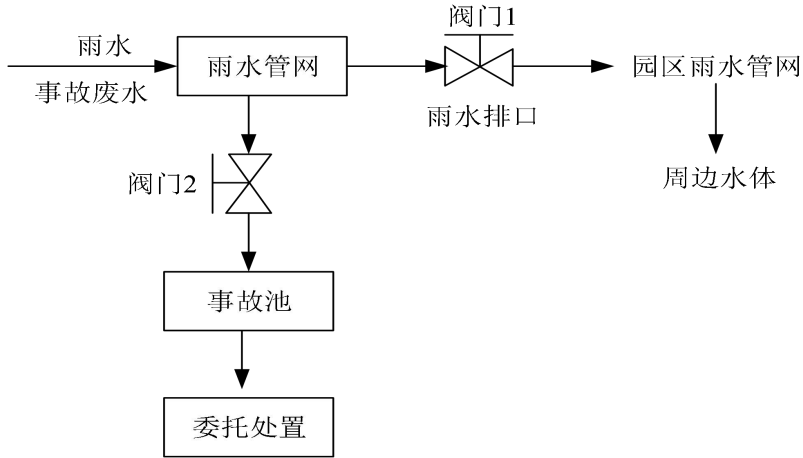 阀门1
雨水
雨水管网
园区雨水管网
事故废水
雨水排口
阀门2
周边水体
事故池
委托处置